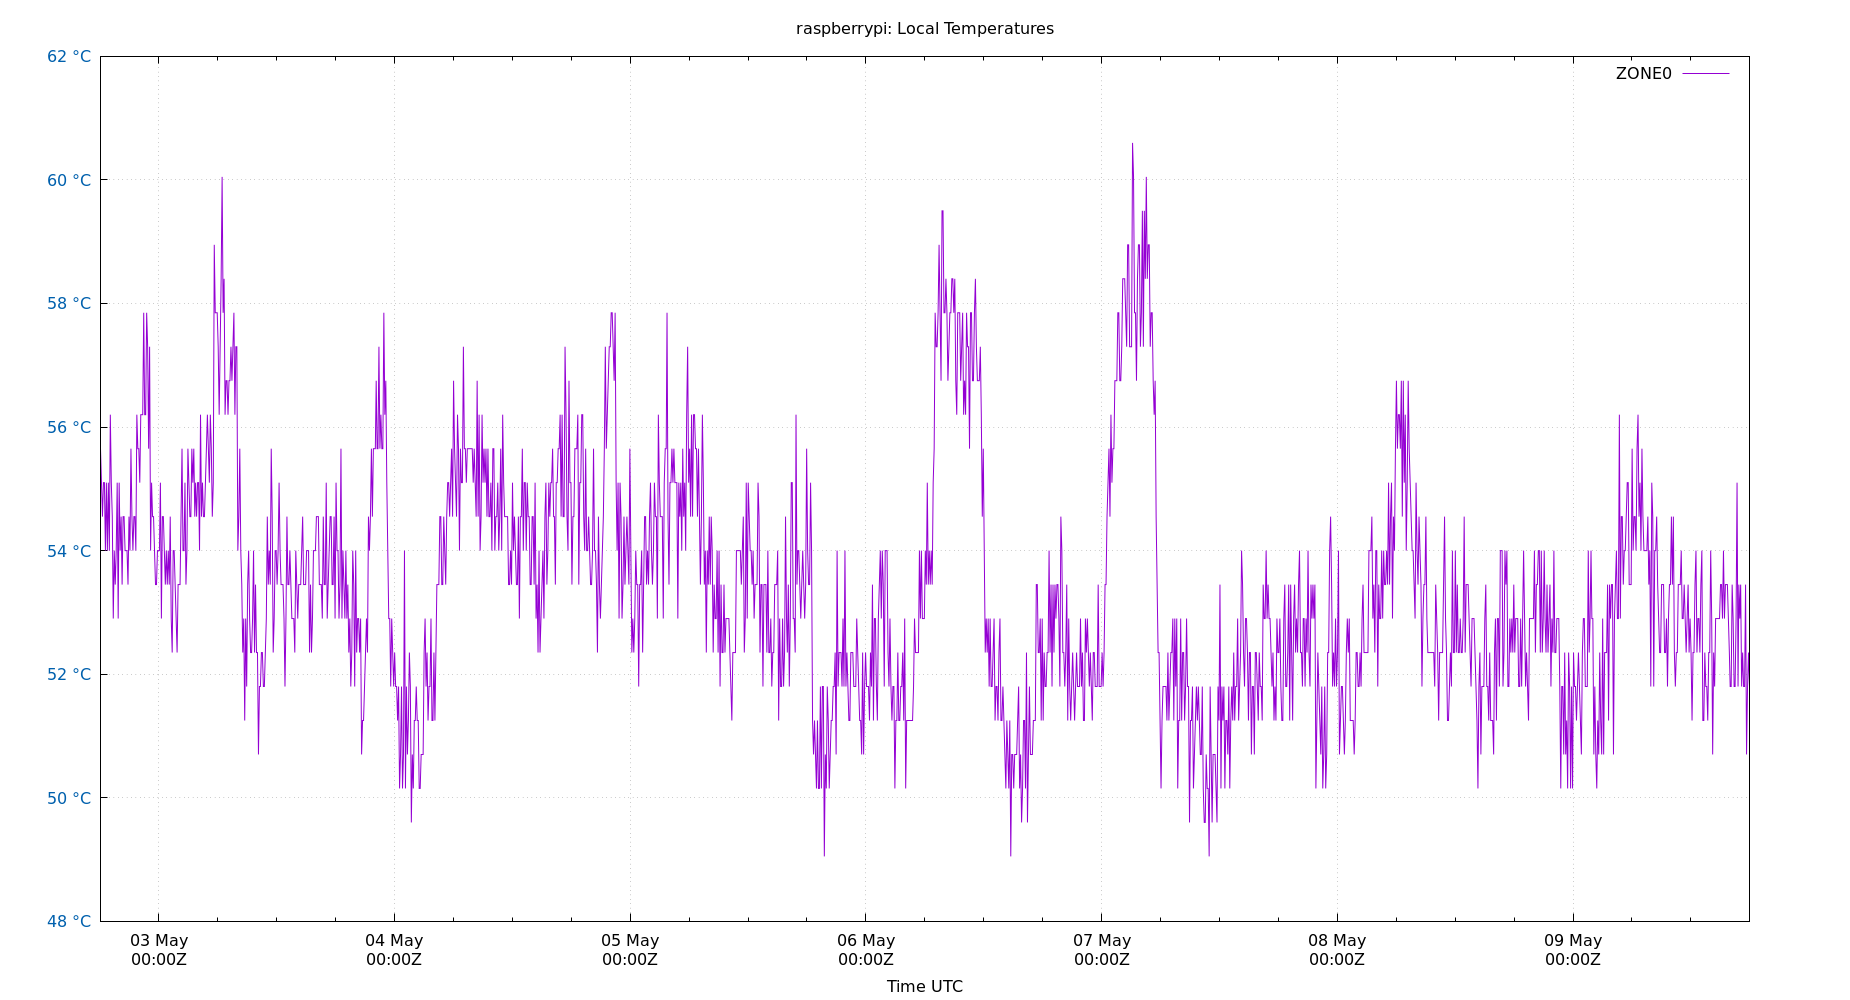 raspberrypi: Local Temperatures
62 °C
ZONE0
60 °C
58 °C
56 °C
54 °C
52 °C
50 °C
48 °C
03 May 04 May 05 May 06 May 07 May 08 May 09 May
00:00Z 00:00Z 00:00Z 00:00Z 00:00Z 00:00Z 00:00Z
Time UTC